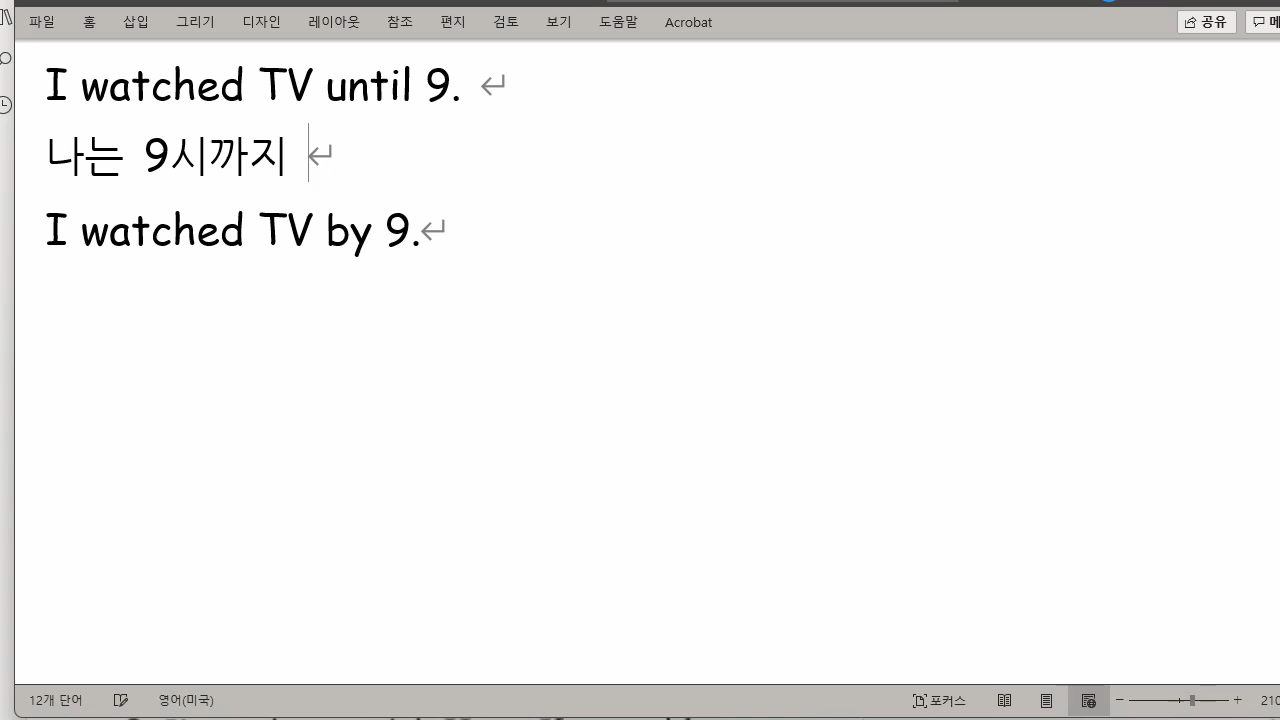 파일 홈 삽입 그리기 디자인 레이아웃 참조 편지 검토 보기 도움말 Acrobat 공유
I watched TV until 9.
나는 9시까지
I watched TV by 9.
12개 단어 영어(미국) 포커스